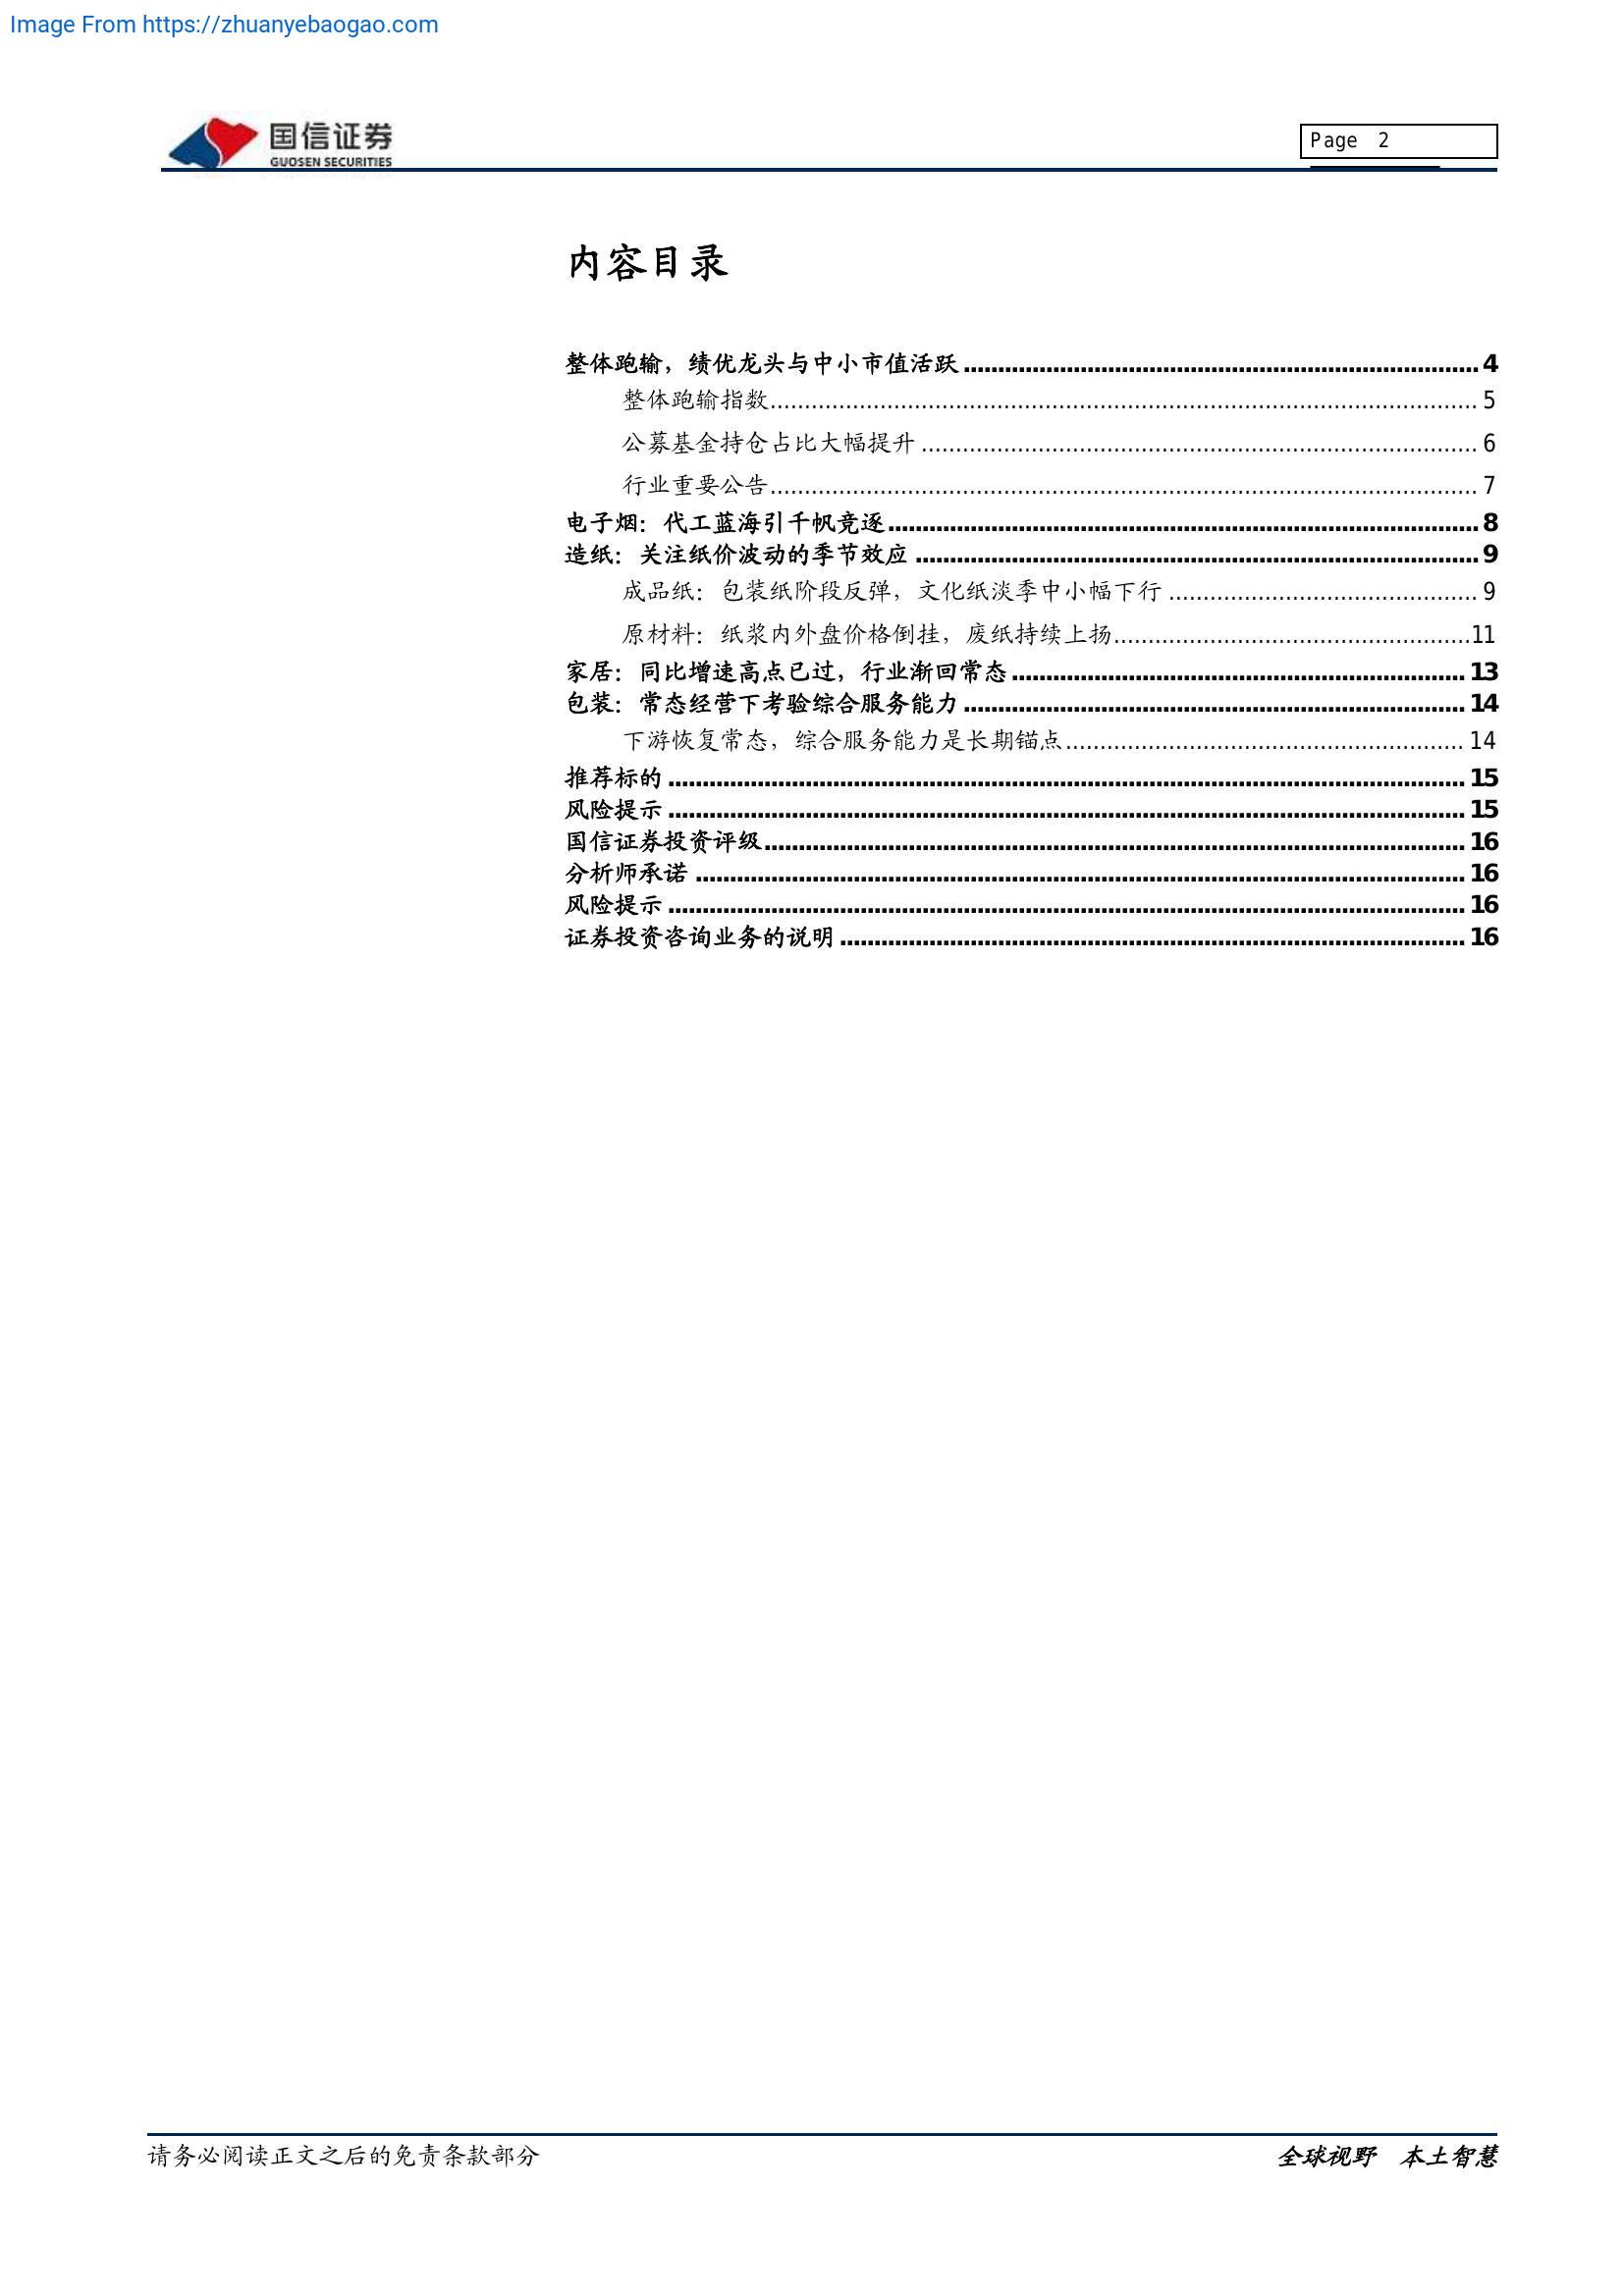 Image From https://zhuanyebaogao.com
国信证券
GUOSEN SECURITIES
Page 2
内容目录
整体跑输，绩优龙头与中小市值活跃 4
整体跑输指数 5
公募基金持仓占比大幅提升 6
行业重要公告 7
电子烟：代工蓝海引千帆竞逐 8
造纸：关注纸价波动的季节效应 9
成品纸：包装纸阶段反弹，文化纸淡季中小幅下行 9
原材料：纸浆内外盘价格倒挂，废纸持续上扬 11
家居：同比增速高点已过，行业渐回常态 13
包装：常态经营下考验综合服务能力 14
下游恢复常态，综合服务能力是长期锚点 14
推荐标的 15
风险提示 15
国信证券投资评级 16
分析师承诺 16
风险提示 16
证券投资咨询业务的说明 16
请务必阅读正文之后的免责条款部分
全球视野 本土智慧